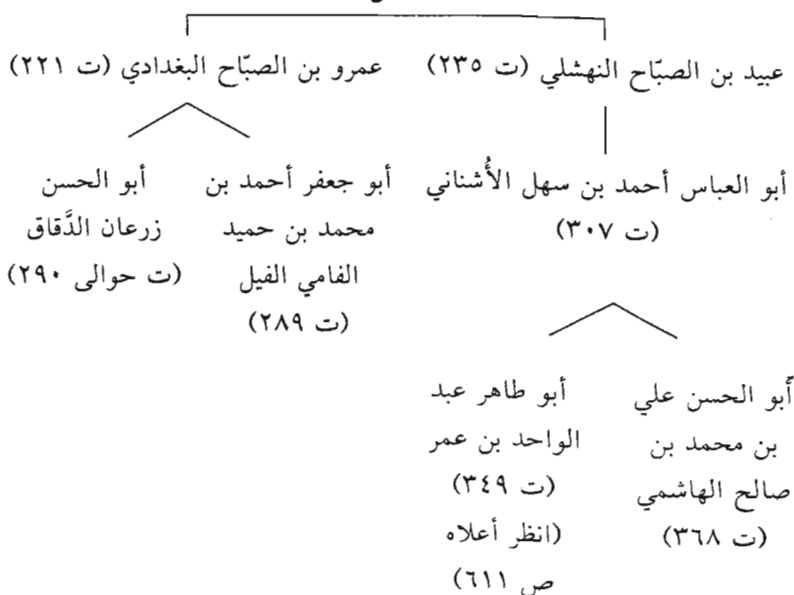 عبيد بن الصبّاح النهشلي (ت ٢٣٥)
عمرو بن الصبّاح البغدادي (ت ٢٢١)
أبو العباس أحمد بن سهل الأُشناني
(ت ٣٠٧)
أبو جعفر أحمد بن
محمد بن حميد
الفامي الفيل
(ت ٢٨٩)
أبو الحسن
زرعان الدَّقاق
(ت حوالى ٢٩٠)
أبو الحسن علي
بن محمد بن
صالح الهاشمي
(ت ٣٦٨)
أبو طاهر عبد
الواحد بن عمر
(ت ٣٤٩)
(انظر أعلاه
ص ٦١١)